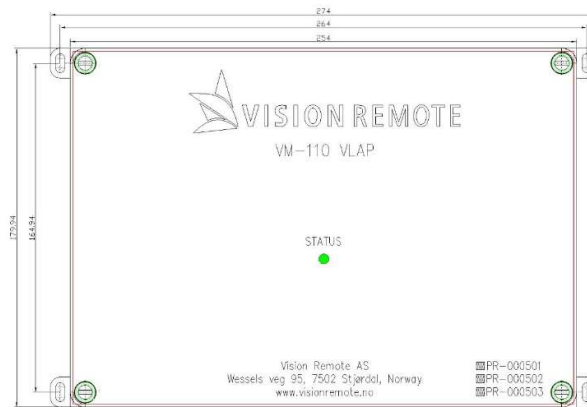 274
264
254
179.94
164.94
VISION REMOTE
VM-110 VLAP
STATUS
Vision Remote AS
Wessels veg 95, 7502 Stjørdal, Norway
www.visionremote.no
PR-000501
PR-000502
PR-000503